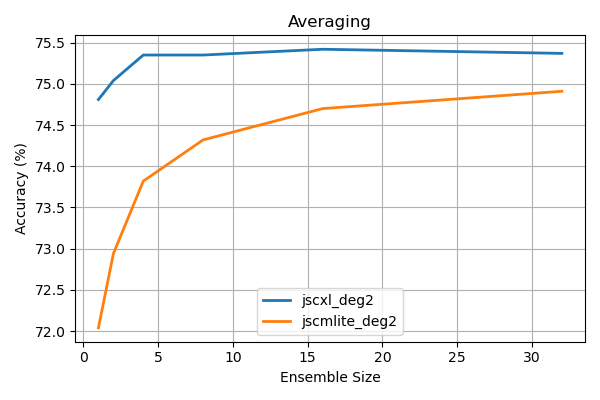 Averaging
Accuracy (%)
75.5
75.0
74.5
74.0
73.5
73.0
72.5
72.0
jscxl_deg2
jscmlite_deg2
0 5 10 15 20 25 30
Ensemble Size